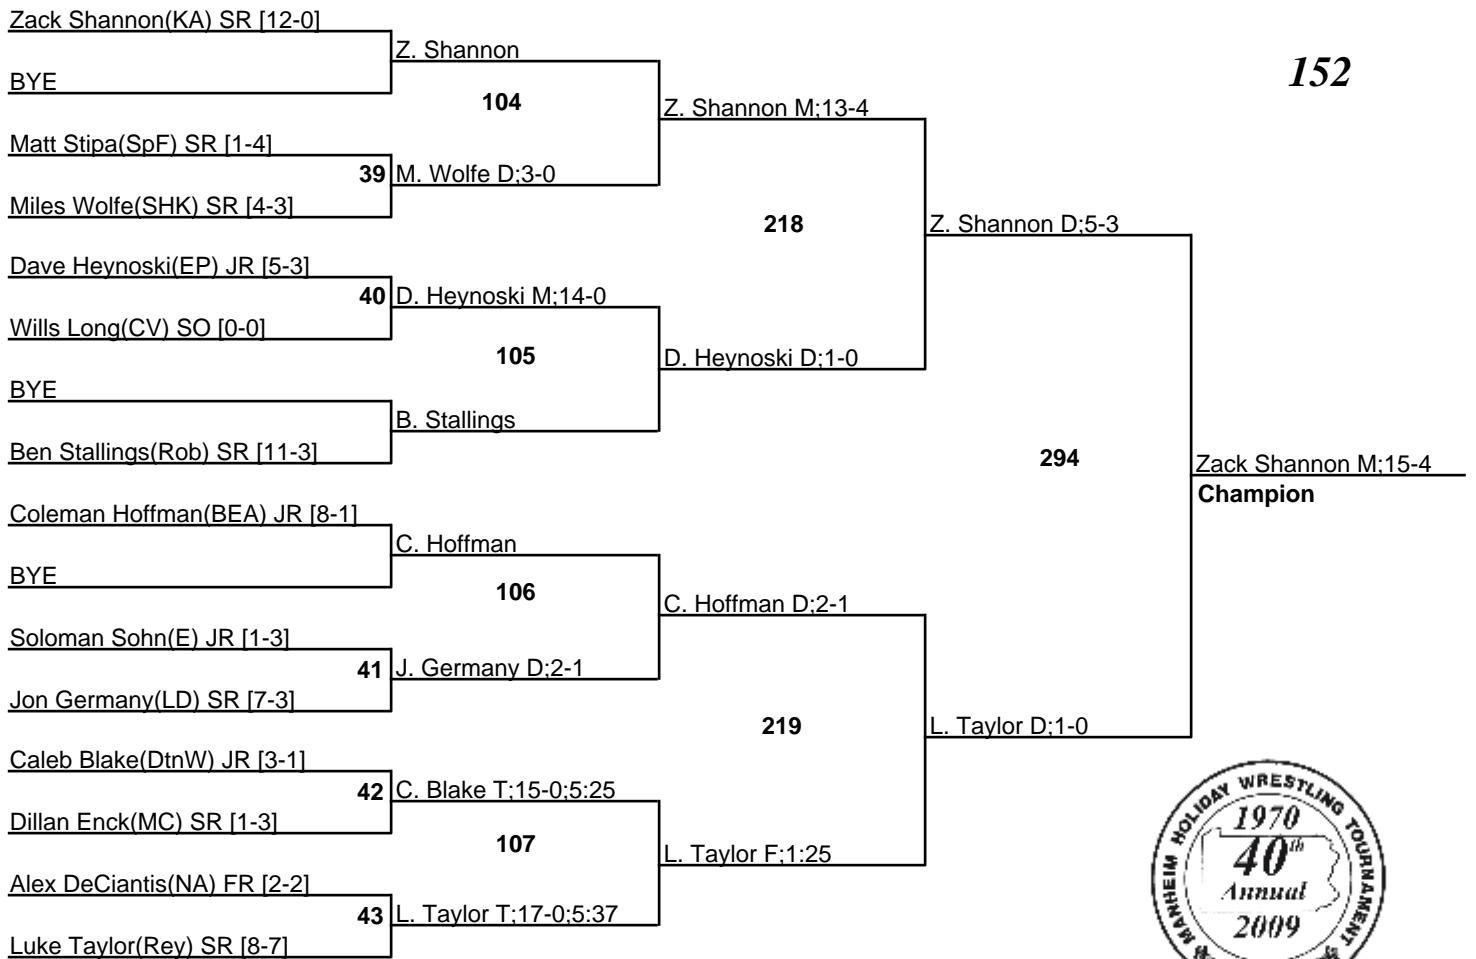 152
Zack Shannon(KA) SR [12-0]
BYE
Matt Stipa(SpF) SR [1-4]
Miles Wolfe(SHK) SR [4-3]
Dave Heynoski(EP) JR [5-3]
Wills Long(CV) SO [0-0]
BYE
Ben Stallings(Rob) SR [11-3]
Coleman Hoffman(BEA) JR [8-1]
BYE
Soloman Sohn(E) JR [1-3]
Jon Germany(LD) SR [7-3]
Caleb Blake(DtnW) JR [3-1]
Dillan Enck(MC) SR [1-3]
Alex DeCiantis(NA) FR [2-2]
Luke Taylor(Rey) SR [8-7]
Z. Shannon
104
39 M. Wolfe D;3-0
40 D. Heynoski M;14-0
105
B. Stallings
C. Hoffman
106
41 J. Germany D;2-1
42 C. Blake T;15-0;5:25
107
43 L. Taylor T;17-0;5:37
Z. Shannon M;13-4
218
D. Heynoski D;1-0
C. Hoffman D;2-1
219
L. Taylor F;1:25
Z. Shannon D;5-3
294
L. Taylor D;1-0
Zack Shannon M;15-4
Champion
MANHEIM HOLIDAY WRESTLING TOURNAMENT
1970
40th
Annual
2009